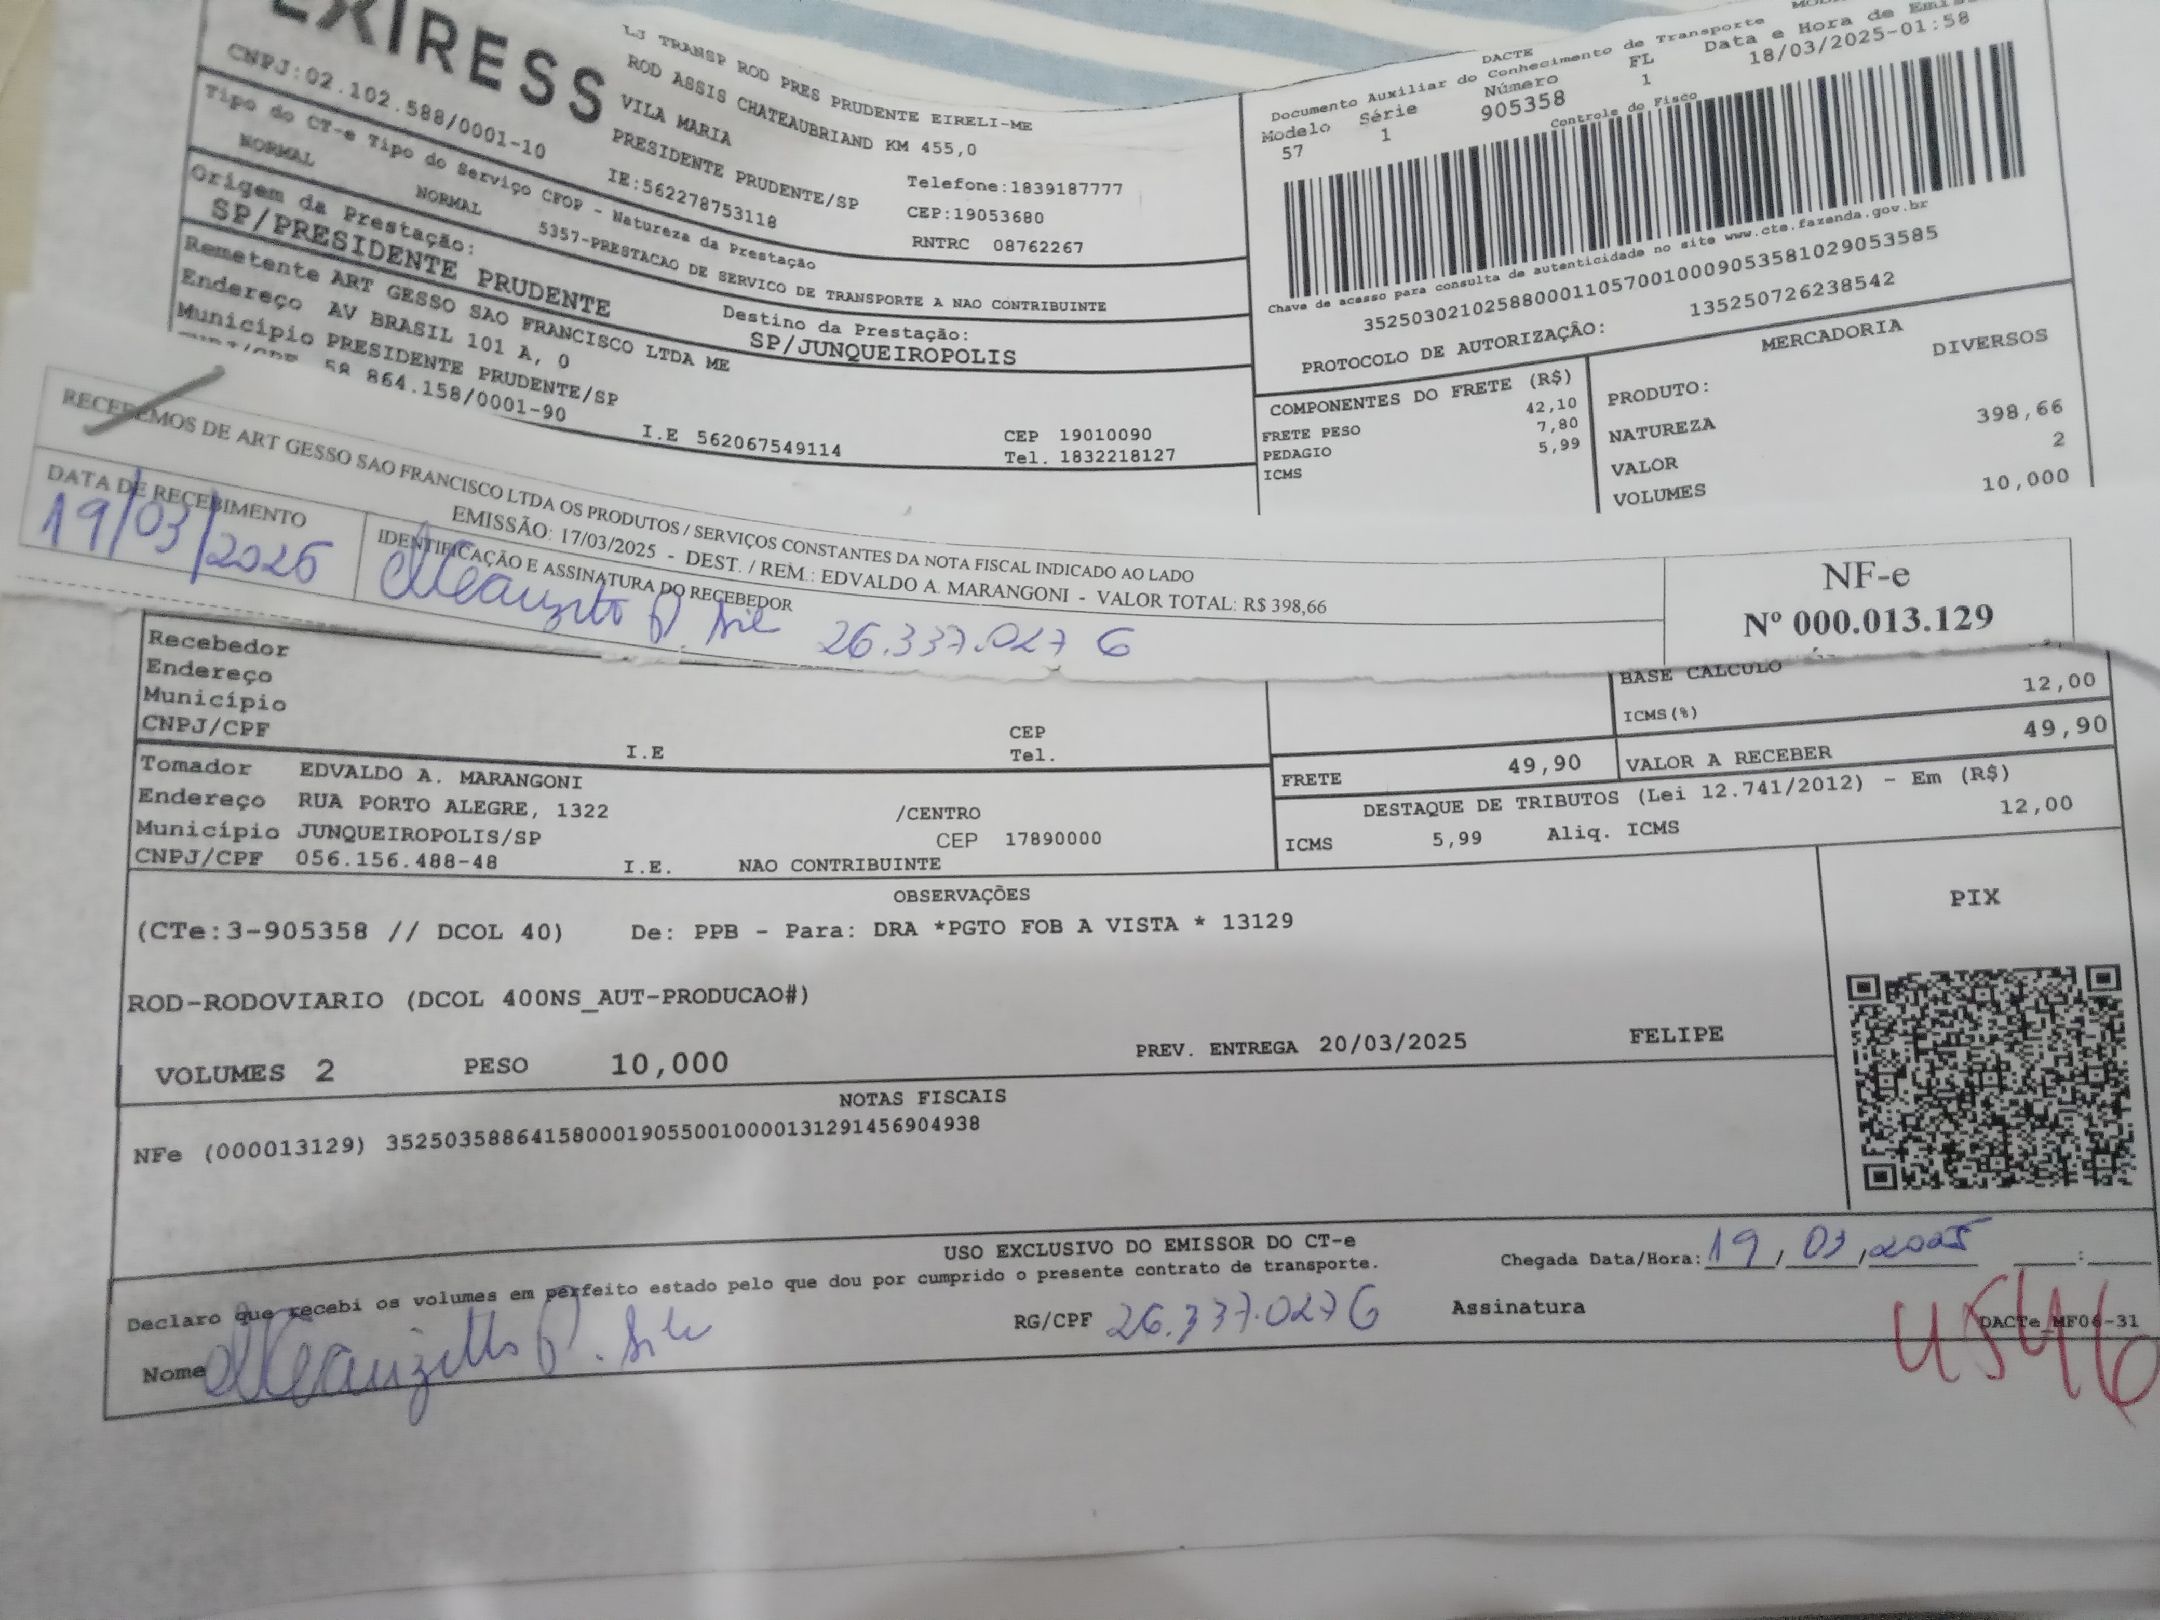 EXIRESS
CNPJ:02.102.588/0001-10
LJ TRANSP ROD PRES PRUDENTE EIRELI-ME
ROD ASSIS CHATEAUBRIAND KM 455,0
VILA MARIA
PRESIDENTE PRUDENTE/SP
IE:562278753118
Telefone:1839187777
CEP:19053680
RNTRC 08762267
Tipo do CT-e Tipo do Serviço CFOP - Natureza da Prestação
NORMAL NORMAL 5357-PRESTACAO DE SERVICO DE TRANSPORTE A NAO CONTRIBUINTE
Origem da Prestação: Destino da Prestação:
SP/PRESIDENTE PRUDENTE SP/JUNQUEIROPOLIS
Remetente ART GESSO SAO FRANCISCO LTDA ME
Endereço AV BRASIL 101 A, 0
Município PRESIDENTE PRUDENTE/SP CEP 19010090
58 864.158/0001-90 I.E 562067549114 Tel. 1832218127
DACTE
Documento Auxiliar do Conhecimento de Transporte
Modelo Série Número FL Data e Hora de
57 1 905358 1 18/03/2025-01:58
Controle do Fisco
Chave de acesso para consulta de autenticidade no site www.cte.fazenda.gov.br
35250302102588000110570010009053581029053585
PROTOCOLO DE AUTORIZAÇÃO: 135250726238542
COMPONENTES DO FRETE (R$) MERCADORIA
FRETE PESO 42,10
PEDAGIO 7,80
ICMS 5,99
PRODUTO: DIVERSOS
NATUREZA
VALOR 398,66
VOLUMES 2
10,000
RECEBEMOS DE ART GESSO SAO FRANCISCO LTDA OS PRODUTOS / SERVIÇOS CONSTANTES DA NOTA FISCAL INDICADO AO LADO
EMISSÃO: 17/03/2025 - DEST. / REM.: EDVALDO A. MARANGONI - VALOR TOTAL: R$ 398,66
DATA DE RECEBIMENTO IDENTIFICAÇÃO E ASSINATURA DO RECEBEDOR
19/03/2025 26.337.027 6
NF-e
Nº 000.013.129
Recebedor
Endereço
Município CEP
CNPJ/CPF I.E Tel.
BASE CALCULO
ICMS(%) 12,00
FRETE 49,90 VALOR A RECEBER 49,90
Tomador EDVALDO A. MARANGONI
Endereço RUA PORTO ALEGRE, 1322 /CENTRO
Município JUNQUEIROPOLIS/SP CEP 17890000
CNPJ/CPF 056.156.488-48 I.E. NAO CONTRIBUINTE
DESTAQUE DE TRIBUTOS (Lei 12.741/2012) - Em (R$)
ICMS 5,99 Aliq. ICMS 12,00
OBSERVAÇÕES
(CTe:3-905358 // DCOL 40) De: PPB - Para: DRA *PGTO FOB A VISTA * 13129
PIX
ROD-RODOVIARIO (DCOL 400NS_AUT-PRODUCAO#)
VOLUMES 2 PESO 10,000 PREV. ENTREGA 20/03/2025 FELIPE
NOTAS FISCAIS
NFe (000013129) 35250358864158000190550010000131291456904938
USO EXCLUSIVO DO EMISSOR DO CT-e
Declaro que recebi os volumes em perfeito estado pelo que dou por cumprido o presente contrato de transporte.
Chegada Data/Hora: 19/03/2025 :
Nome RG/CPF 26.337.027 6 Assinatura
DACTe_MF06-31
4546